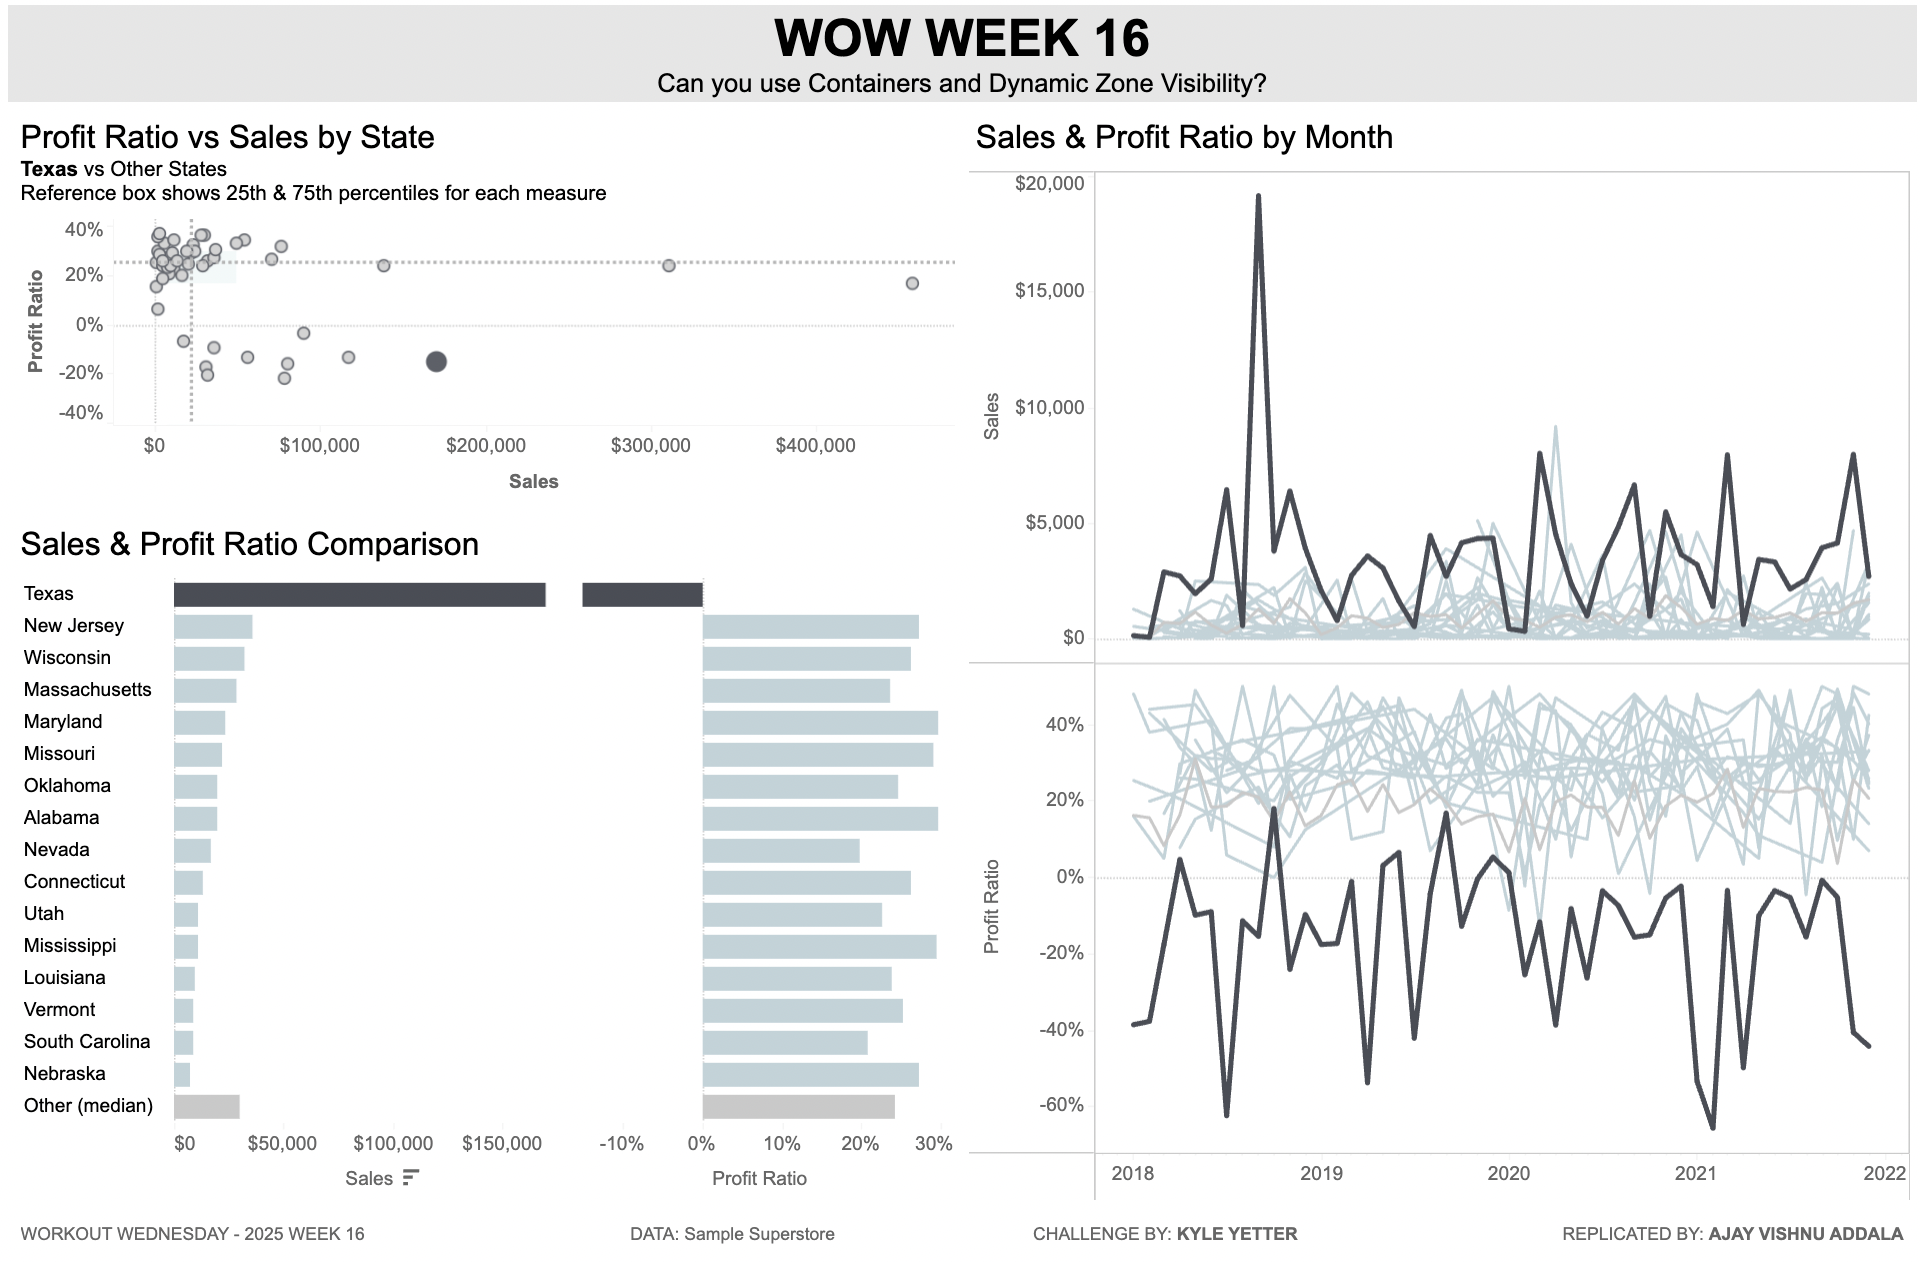 WOW WEEK 16
Can you use Containers and Dynamic Zone Visibility?
Profit Ratio vs Sales by State
Texas vs Other States
Reference box shows 25th & 75th percentiles for each measure
Profit Ratio
40%
20%
0%
-20%
-40%
$0 $100,000 $200,000 $300,000 $400,000
Sales
Sales & Profit Ratio Comparison
Texas
New Jersey
Wisconsin
Massachusetts
Maryland
Missouri
Oklahoma
Alabama
Nevada
Connecticut
Utah
Mississippi
Louisiana
Vermont
South Carolina
Nebraska
Other (median)
$0 $50,000 $100,000 $150,000 -10% 0% 10% 20% 30%
Sales Profit Ratio
Sales & Profit Ratio by Month
Sales
$20,000
$15,000
$10,000
$5,000
$0
Profit Ratio
40%
20%
0%
-20%
-40%
-60%
2018 2019 2020 2021 2022
WORKOUT WEDNESDAY - 2025 WEEK 16 DATA: Sample Superstore CHALLENGE BY: KYLE YETTER REPLICATED BY: AJAY VISHNU ADDALA